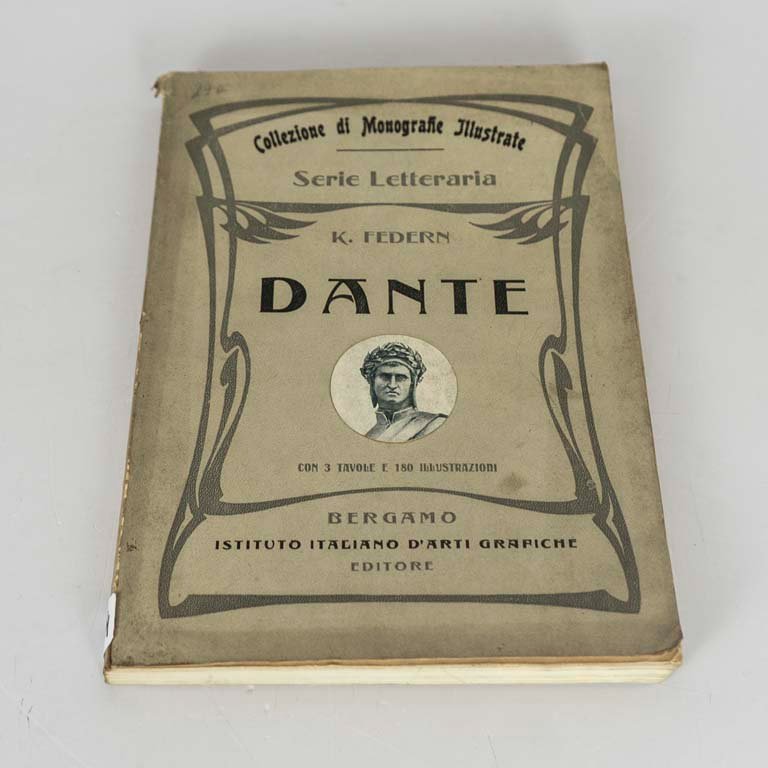 Collezione di Monografie Illustrate
Serie Letteraria
K. FEDERN
DANTE
CON 3 TAVOLE E 180 ILLUSTRAZIONI
BERGAMO
ISTITUTO ITALIANO D'ARTI GRAFICHE
EDITORE